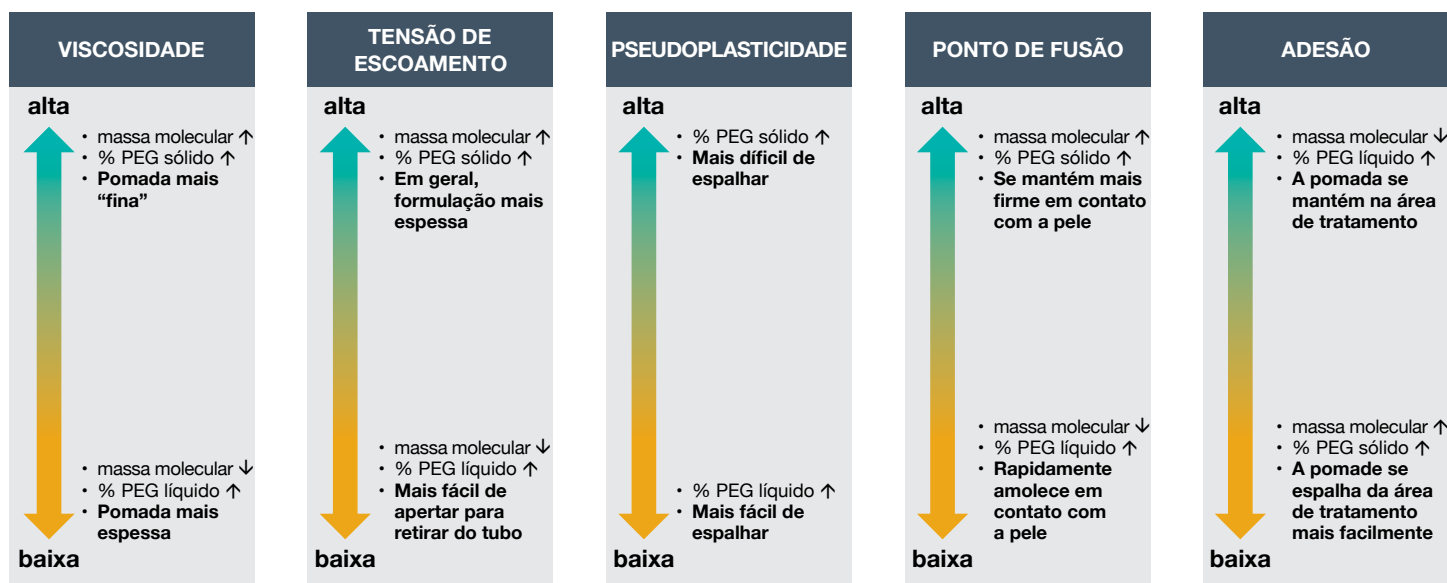 VISCOSIDADE
alta
• massa molecular ↑
• % PEG sólido ↑
• Pomada mais
“fina”
• massa molecular ↓
• % PEG líquido ↑
• Pomada mais
espessa
baixa
TENSÃO DE
ESCOAMENTO
alta
• massa molecular ↑
• % PEG sólido ↑
• Em geral,
formulação mais
espessa
• massa molecular ↓
• % PEG líquido ↑
• Mais fácil de
apertar para
retirar do tubo
baixa
PSEUDOPLASTICIDADE
alta
• % PEG sólido ↑
• Mais díficil de
espalhar
• % PEG líquido ↑
• Mais fácil de
espalhar
baixa
PONTO DE FUSÃO
alta
• massa molecular ↑
• % PEG sólido ↑
• Se mantém mais
firme em contato
com a pele
• massa molecular ↓
• % PEG líquido ↑
• Rapidamente
amolece em
contato com
a pele
baixa
ADESÃO
alta
• massa molecular ↓
• % PEG líquido ↑
• A pomada se
mantém na área
de tratamento
• massa molecular ↑
• % PEG sólido ↑
• A pomade se
espalha da área
de tratamento
mais facilmente
baixa